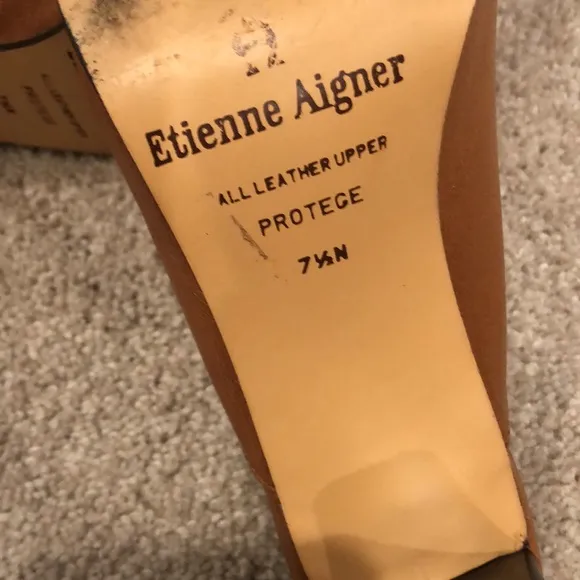 Etienne Aigner
ALL LEATHER UPPER
PROTEGE
7½N